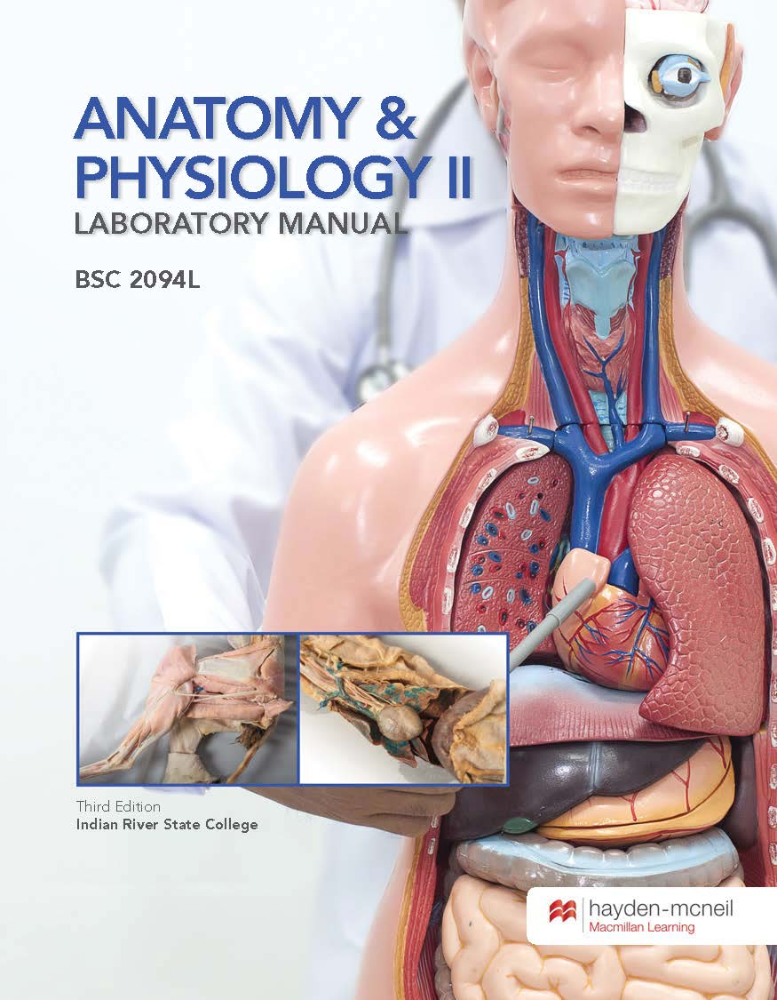 ANATOMY &
PHYSIOLOGY II
LABORATORY MANUAL
BSC 2094L
Third Edition
Indian River State College
hayden-mcneil
Macmillan Learning